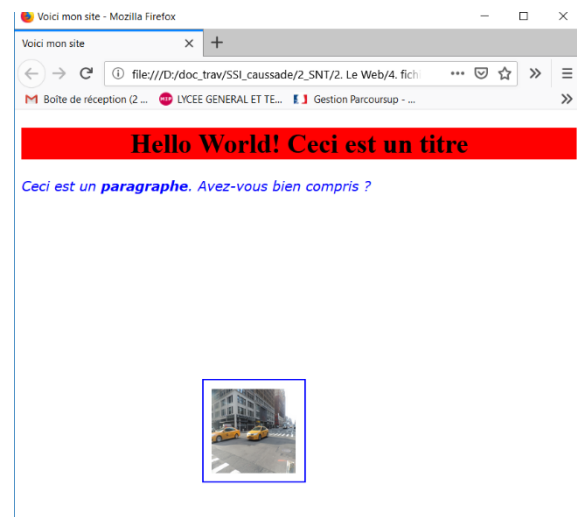 Voici mon site - Mozilla Firefox
Voici mon site
file:///D:/doc_trav/SSI_caussade/2_SNT/2. Le Web/4. fich
Boîte de réception (2 ... LYCEE GENERAL ET TE... Gestion Parcoursup - ...
Hello World! Ceci est un titre
Ceci est un paragraphe. Avez-vous bien compris ?